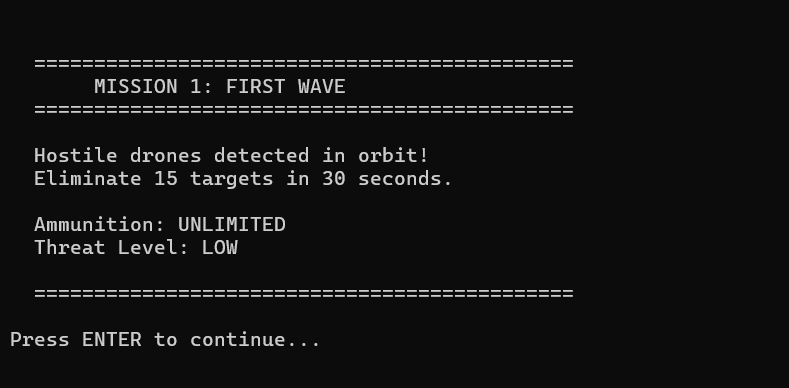 =============================================
MISSION 1: FIRST WAVE
=============================================
Hostile drones detected in orbit!
Eliminate 15 targets in 30 seconds.
Ammunition: UNLIMITED
Threat Level: LOW
=============================================
Press ENTER to continue...